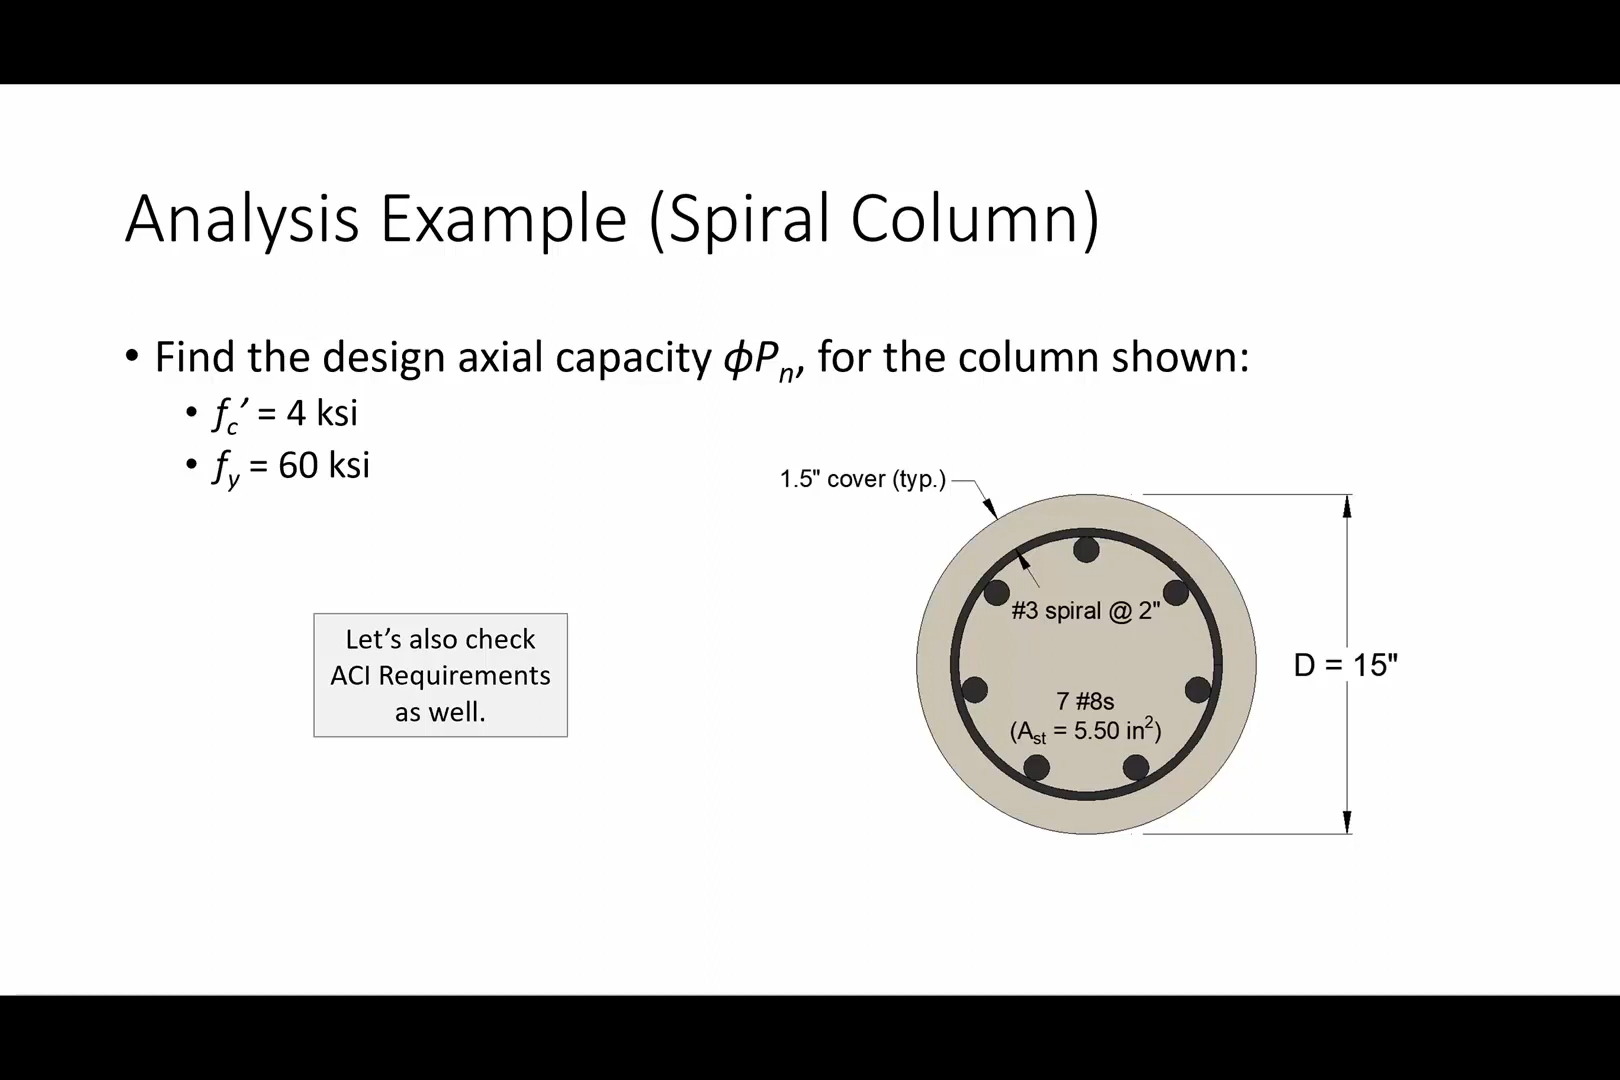 Analysis Example (Spiral Column)
• Find the design axial capacity ϕPn, for the column shown:
• fc’ = 4 ksi
• fy = 60 ksi
1.5" cover (typ.)
#3 spiral @ 2"
D = 15"
7 #8s
(Ast = 5.50 in²)
Let’s also check
ACI Requirements
as well.